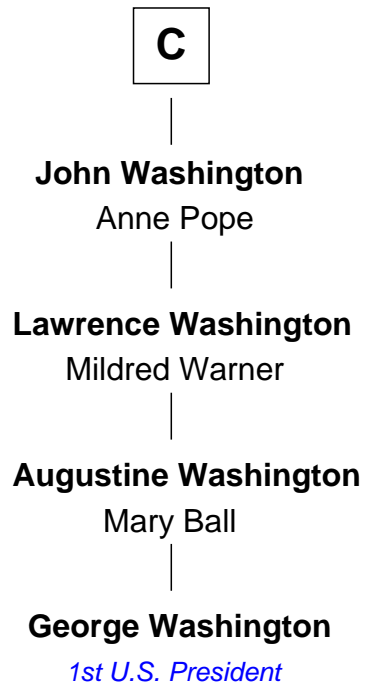 C
John Washington
Anne Pope
Lawrence Washington
Mildred Warner
Augustine Washington
Mary Ball
George Washington
1st U.S. President